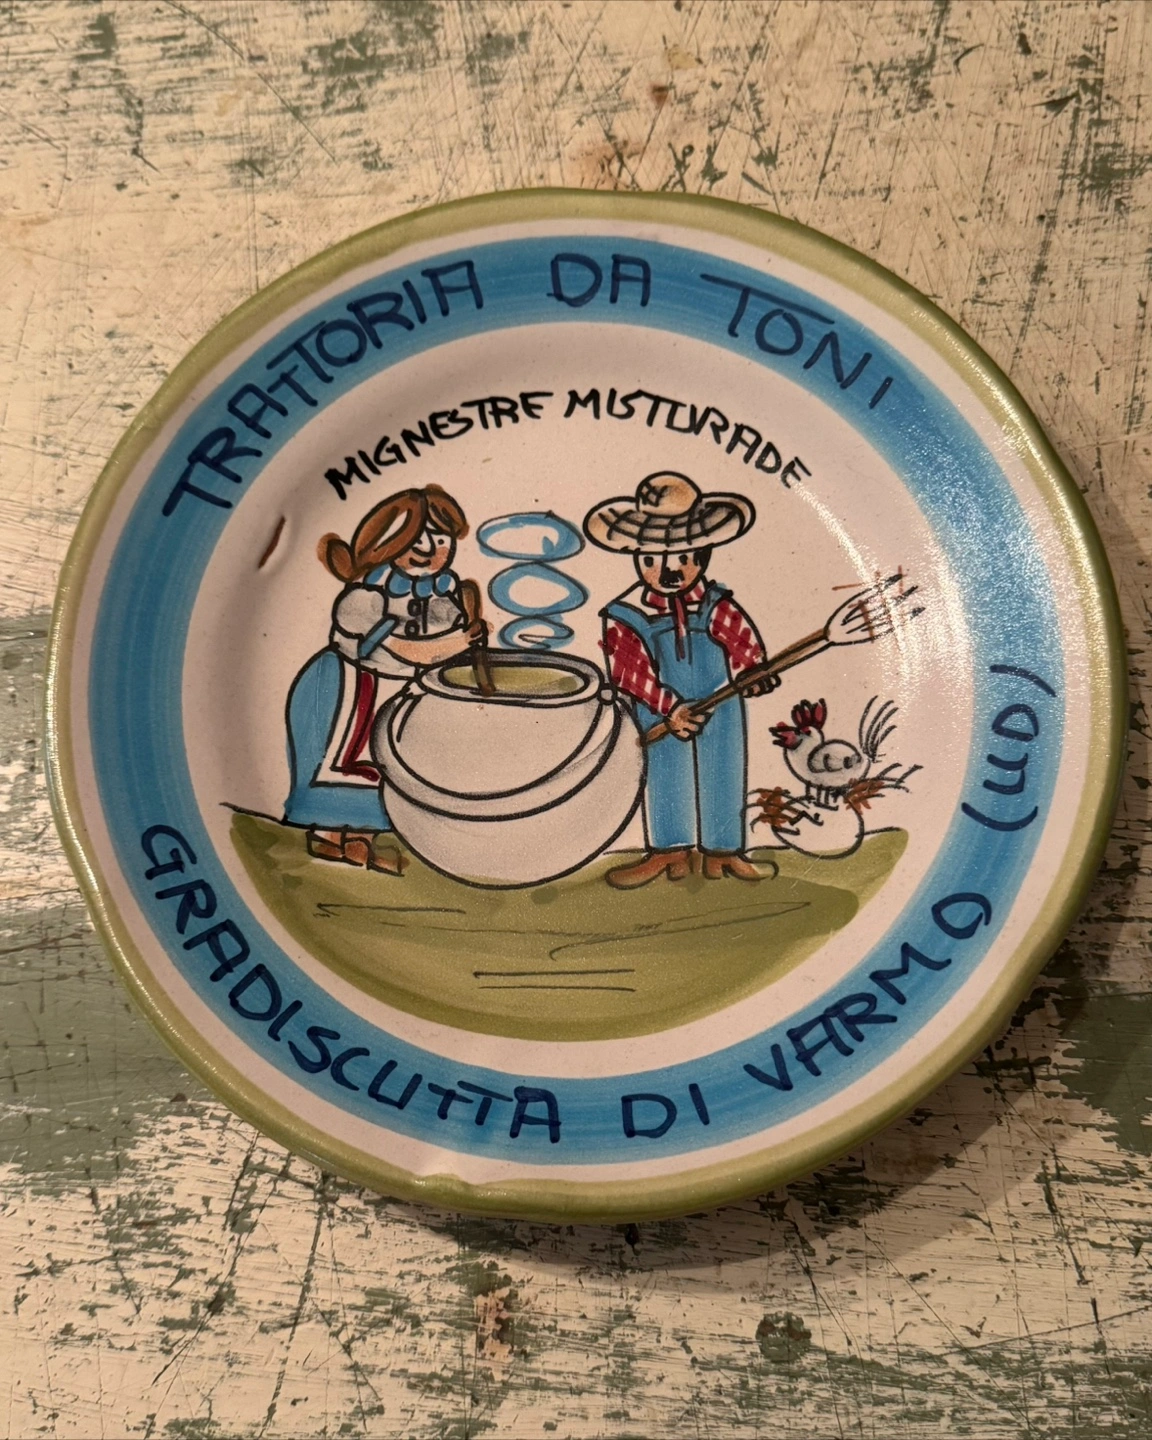 TRATTORIA DA TONI
MIGNESTRE MISTURADE
GRADISCUTTA DI VARMO (UD)